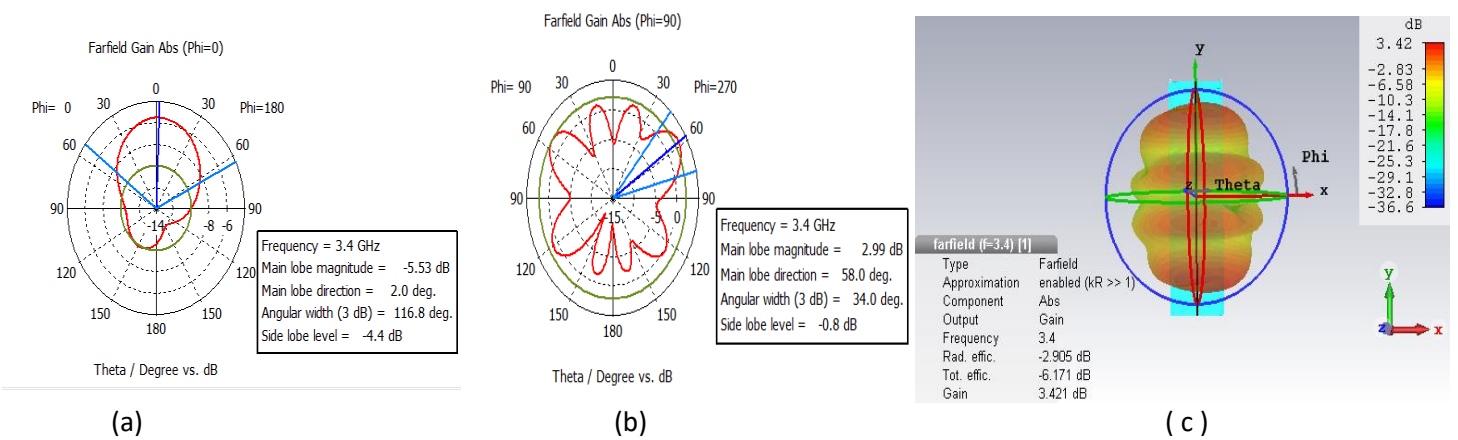 Farfield Gain Abs (Phi=0)
0
Phi= 0 30 30 Phi=180
60 60
90 -14 -8 -6 90
120 120
150 150
180
Frequency = 3.4 GHz
Main lobe magnitude = -5.53 dB
Main lobe direction = 2.0 deg.
Angular width (3 dB) = 116.8 deg.
Side lobe level = -4.4 dB
Theta / Degree vs. dB
(a)
Farfield Gain Abs (Phi=90)
0
Phi= 90 30 30 Phi=270
60 60
90 -15 -5 0 90
120 120
150 150
180
Frequency = 3.4 GHz
Main lobe magnitude = 2.99 dB
Main lobe direction = 58.0 deg.
Angular width (3 dB) = 34.0 deg.
Side lobe level = -0.8 dB
Theta / Degree vs. dB
(b)
dB
3.42
-2.83
-6.58
-10.3
-14.1
-17.8
-21.6
-25.3
-29.1
-32.8
-36.6
y
Phi
z Theta x
farfield (f=3.4) [1]
Type Farfield
Approximation enabled (kR >> 1)
Component Abs
Output Gain
Frequency 3.4
Rad. effic. -2.905 dB
Tot. effic. -6.171 dB
Gain 3.421 dB
y
z x
( c )